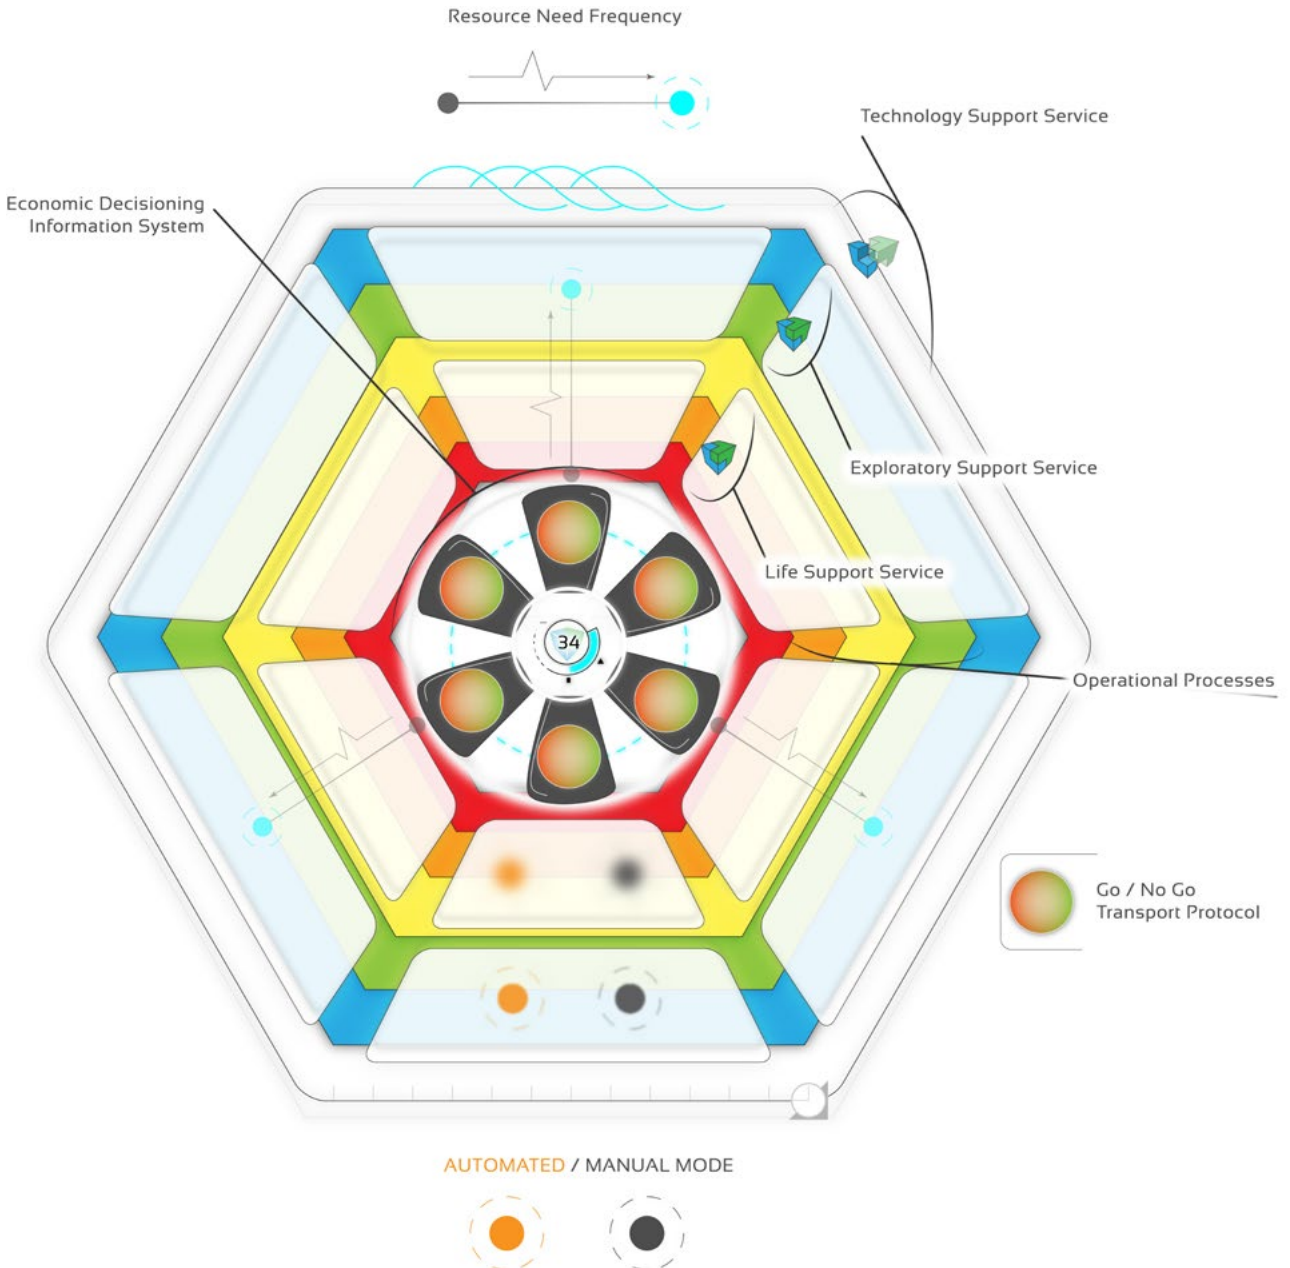 Resource Need Frequency
Technology Support Service
Economic Decisioning
Information System
Exploratory Support Service
Life Support Service
34
Operational Processes
Go / No Go
Transport Protocol
AUTOMATED / MANUAL MODE